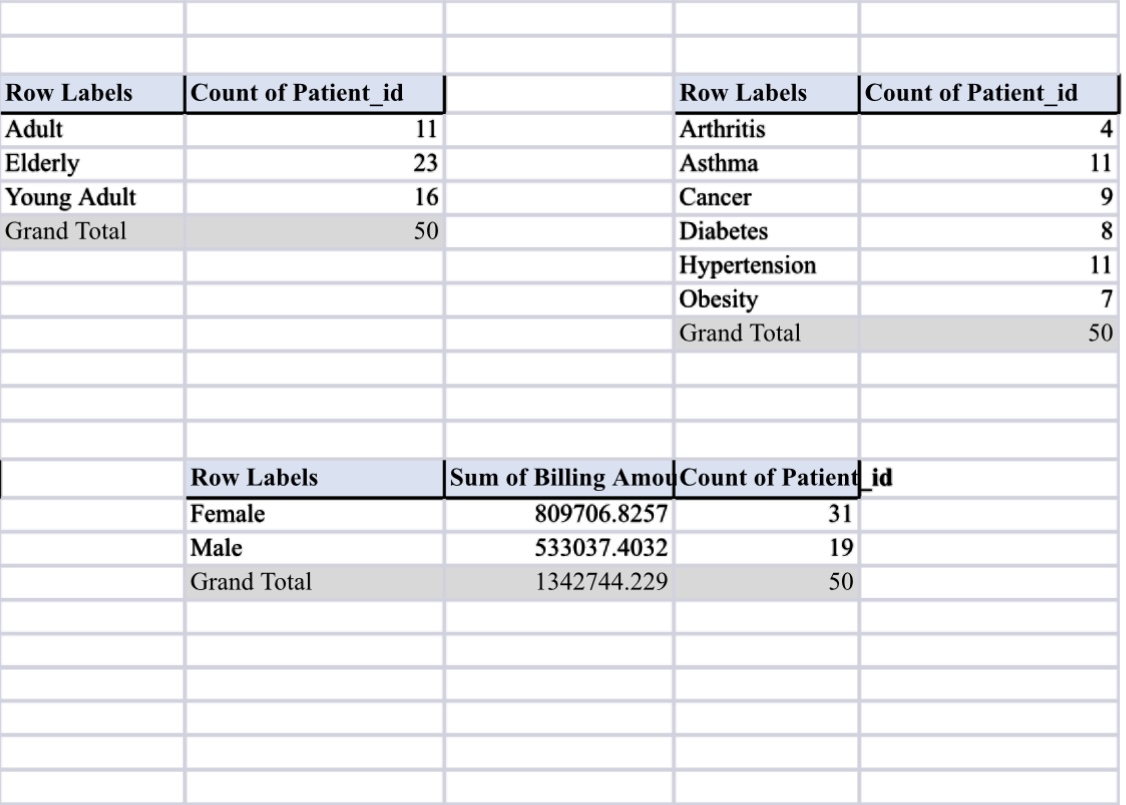 Row Labels Count of Patient_id Row Labels Count of Patient_id
Adult 11 Arthritis 4
Elderly 23 Asthma 11
Young Adult 16 Cancer 9
Grand Total 50 Diabetes 8
Hypertension 11
Obesity 7
Grand Total 50
Row Labels Sum of Billing Amou Count of Patient_id
Female 809706.8257 31
Male 533037.4032 19
Grand Total 1342744.229 50